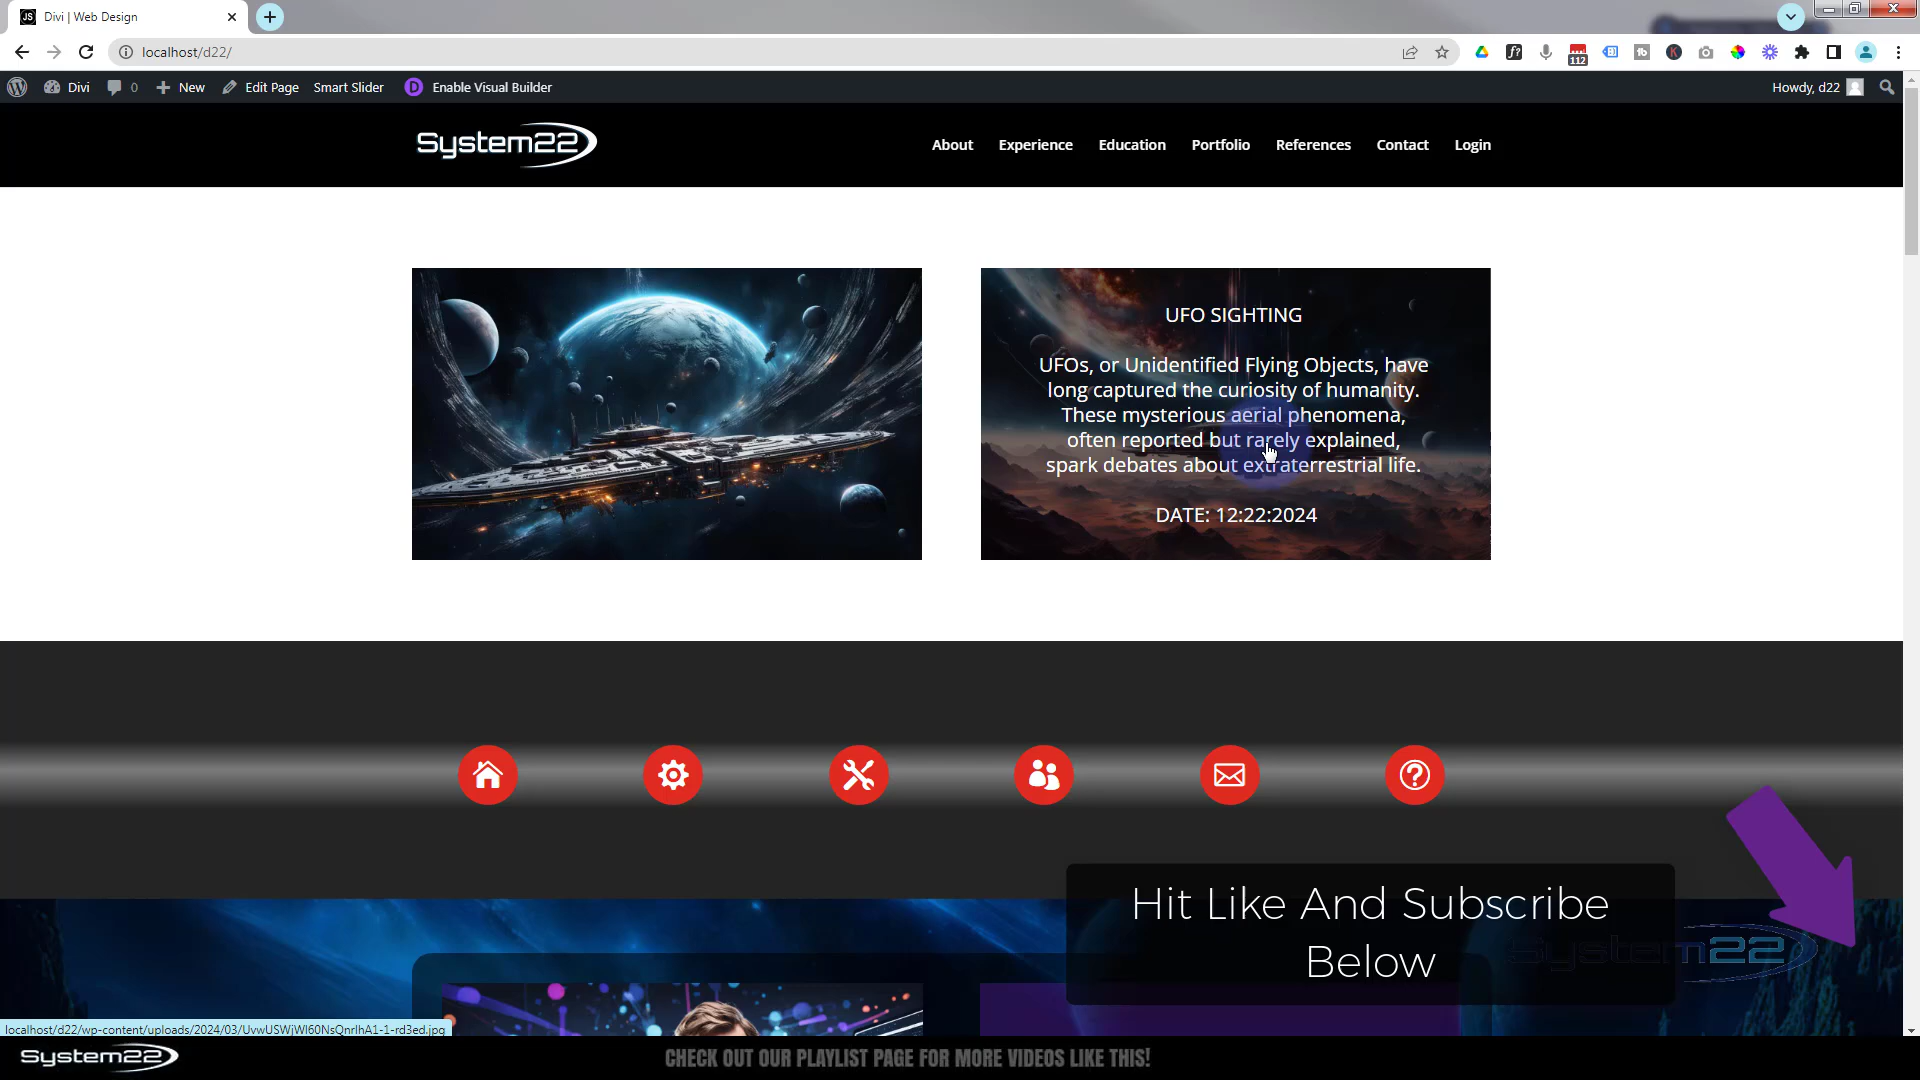 Divi | Web Design
localhost/d22/
112
Divi
0
New
Edit Page
Smart Slider
Enable Visual Builder
Howdy, d22
System22
About
Experience
Education
Portfolio
References
Contact
Login
UFO SIGHTING
UFOs, or Unidentified Flying Objects, have
long captured the curiosity of humanity.
These mysterious aerial phenomena,
often reported but rarely explained,
spark debates about extraterrestrial life.
DATE: 12:22:2024
Hit Like And Subscribe
Below
System22
localhost/d22/wp-content/uploads/2024/03/UvwUSWjWl60NsQnrlhA1-1-rd3ed.jpg
System22
CHECK OUT OUR PLAYLIST PAGE FOR MORE VIDEOS LIKE THIS!